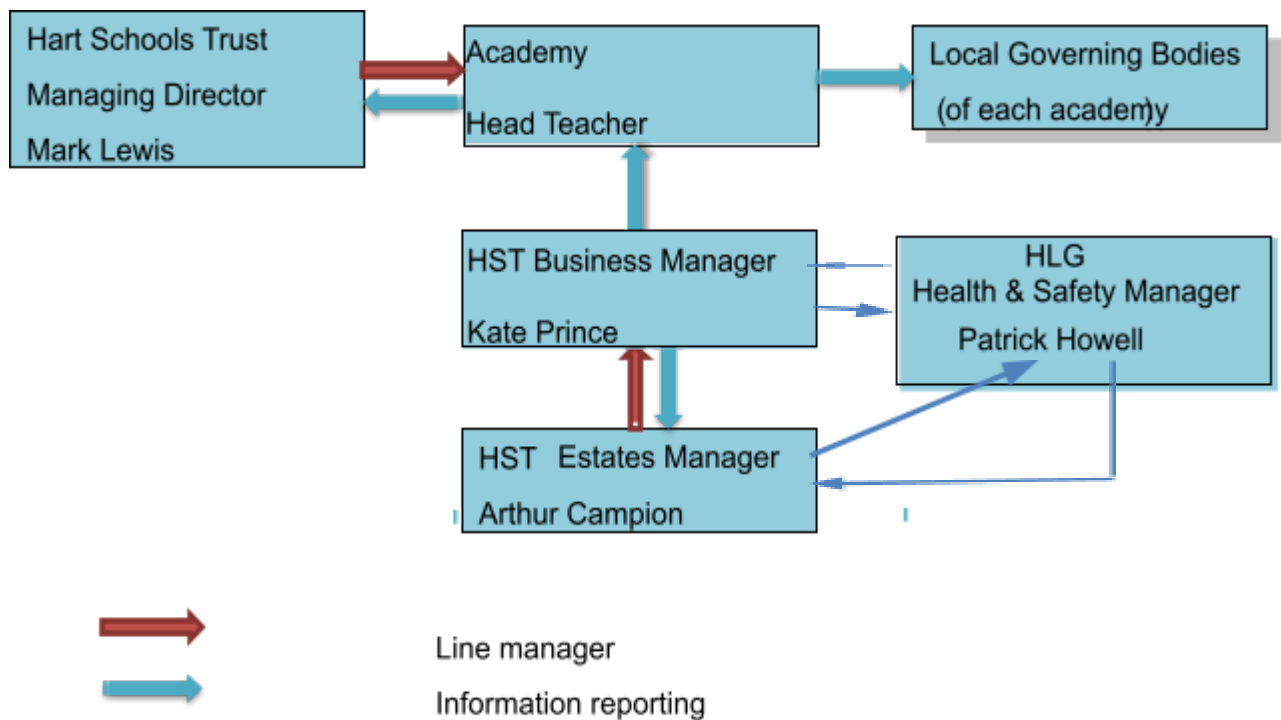 Hart Schools Trust
Managing Director
Mark Lewis
Academy
Head Teacher
Local Governing Bodies
(of each academy)
HST Business Manager
Kate Prince
HLG
Health & Safety Manager
Patrick Howell
HST Estates Manager
Arthur Campion
Line manager
Information reporting